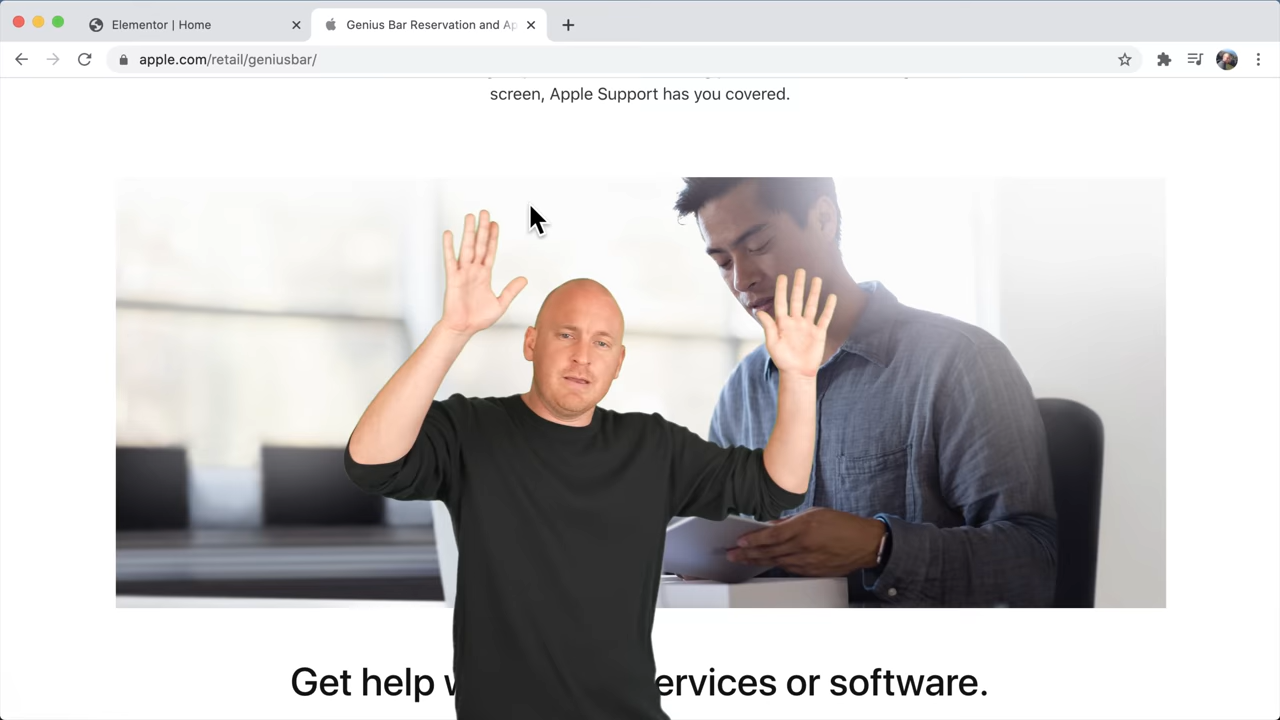 Elementor | Home
Genius Bar Reservation and Ap
apple.com/retail/geniusbar/
screen, Apple Support has you covered.
Get help ervices or software.